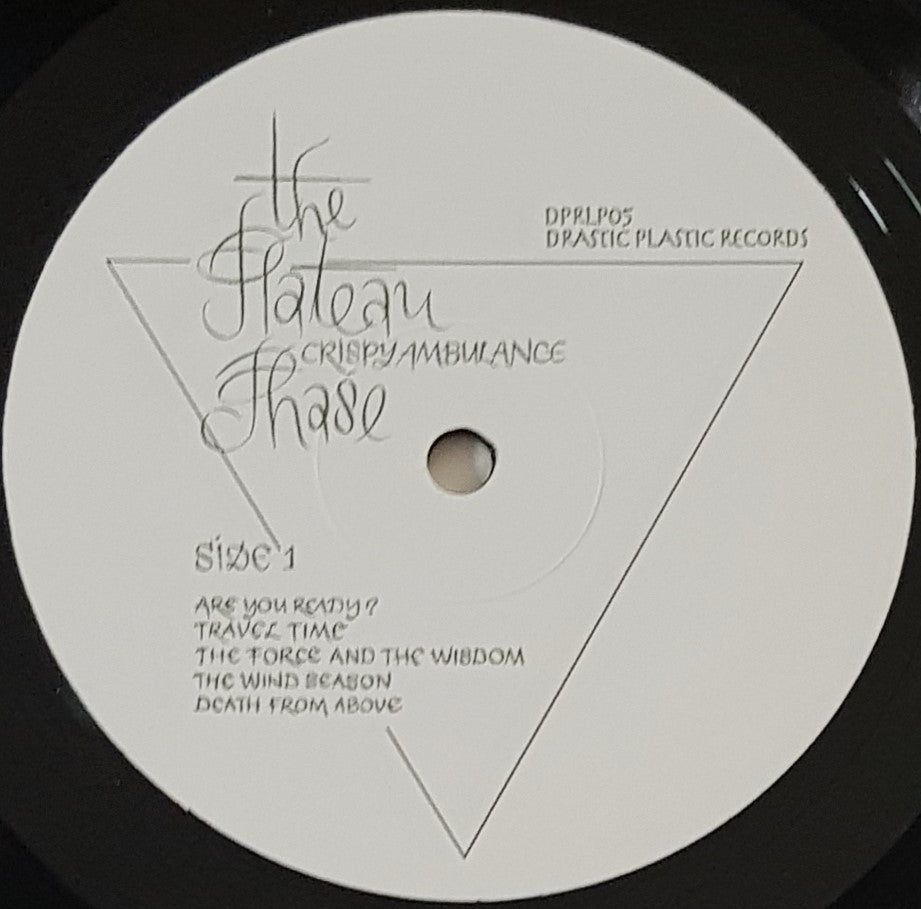 the
Plateau
Phase
CRISPY AMBULANCE
DPRLP05
DRASTIC PLASTIC RECORDS
SIDE 1
ARE YOU READY?
TRAVEL TIME
THE FORCE AND THE WISDOM
THE WIND SEASON
DEATH FROM ABOVE